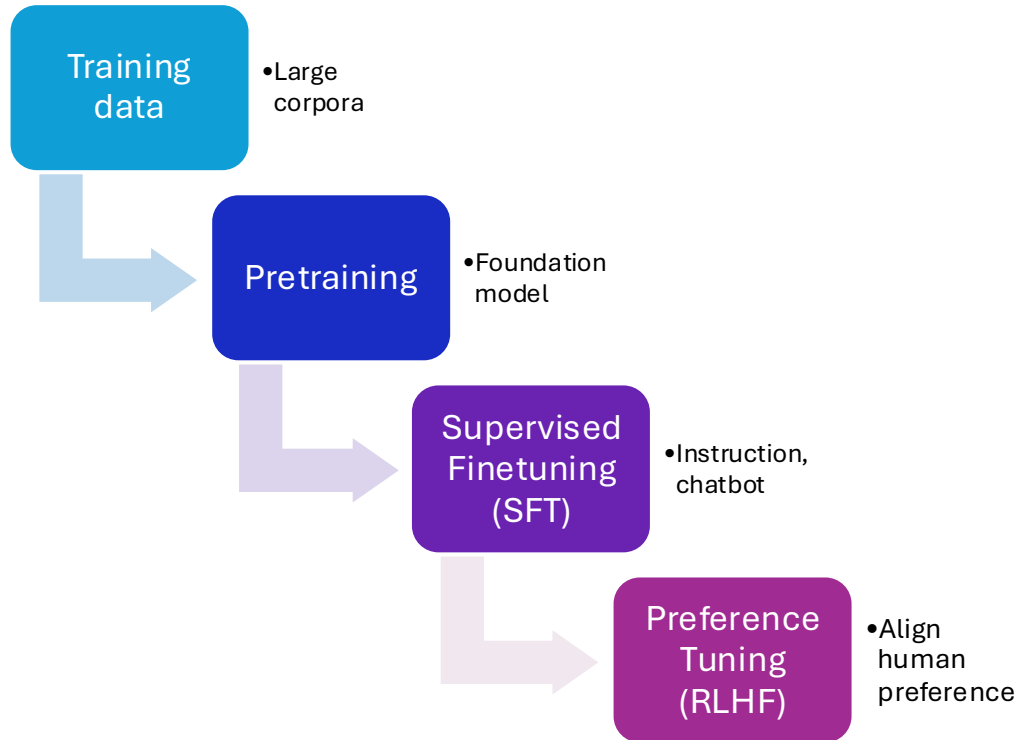 Training
data
•Large
corpora
Pretraining
•Foundation
model
Supervised
Finetuning
(SFT)
•Instruction,
chatbot
Preference
Tuning
(RLHF)
•Align
human
preference